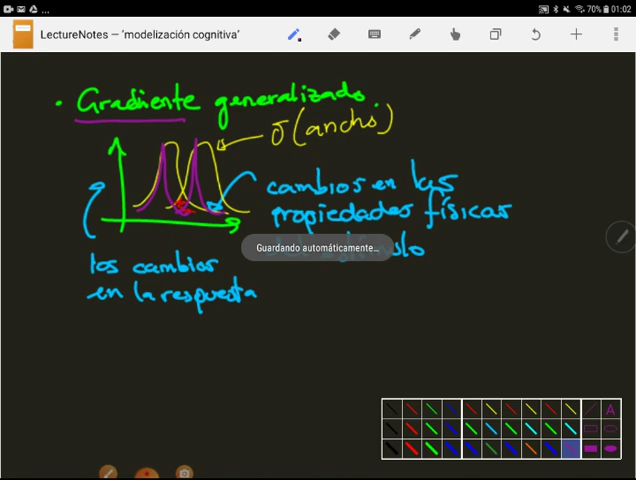 70% 01:02
LectureNotes — ‘modelización cognitiva’
· Gradiente generalizado.
σ (ancho)
cambios en las
propiedades físicas
Guardando automáticamente...
los cambios
en la respuesta
A